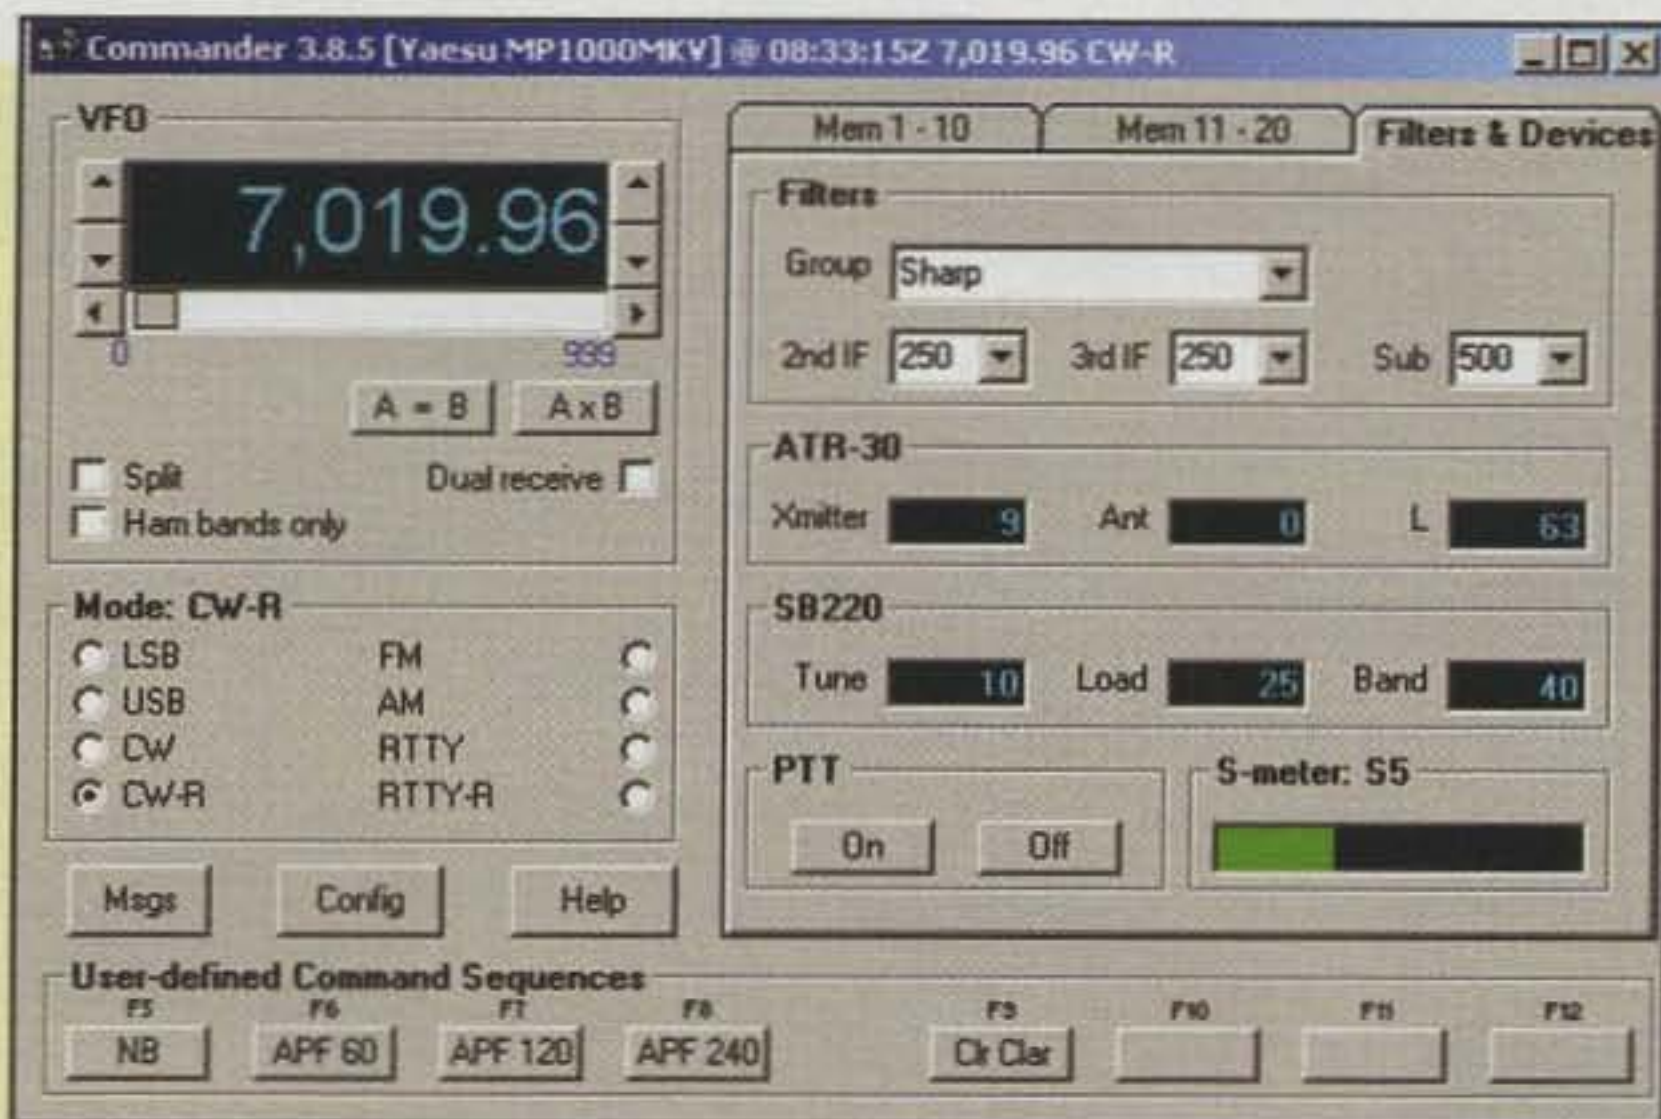 Commander 3.8.5 [Yaesu MP1000MKV] @ 08:33:15Z 7,019.96 CW-R
VFO
7,019.96
0 999
A = B A x B
Split Dual receive
Ham bands only
Mode: CW-R
LSB FM
USB AM
CW RTTY
CW-R RTTY-R
Msgs Config Help
Mem 1 - 10 Mem 11 - 20 Filters & Devices
Filters
Group Sharp
2nd IF 250 3rd IF 250 Sub 500
ATR-30
Xmitter 9 Ant 0 L 63
SB220
Tune 10 Load 25 Band 40
PTT
On Off
S-meter: S5
User-defined Command Sequences
F5 F6 F7 F8 F9 F10 F11 F12
NB APF 60 APF 120 APF 240 Clr Clar